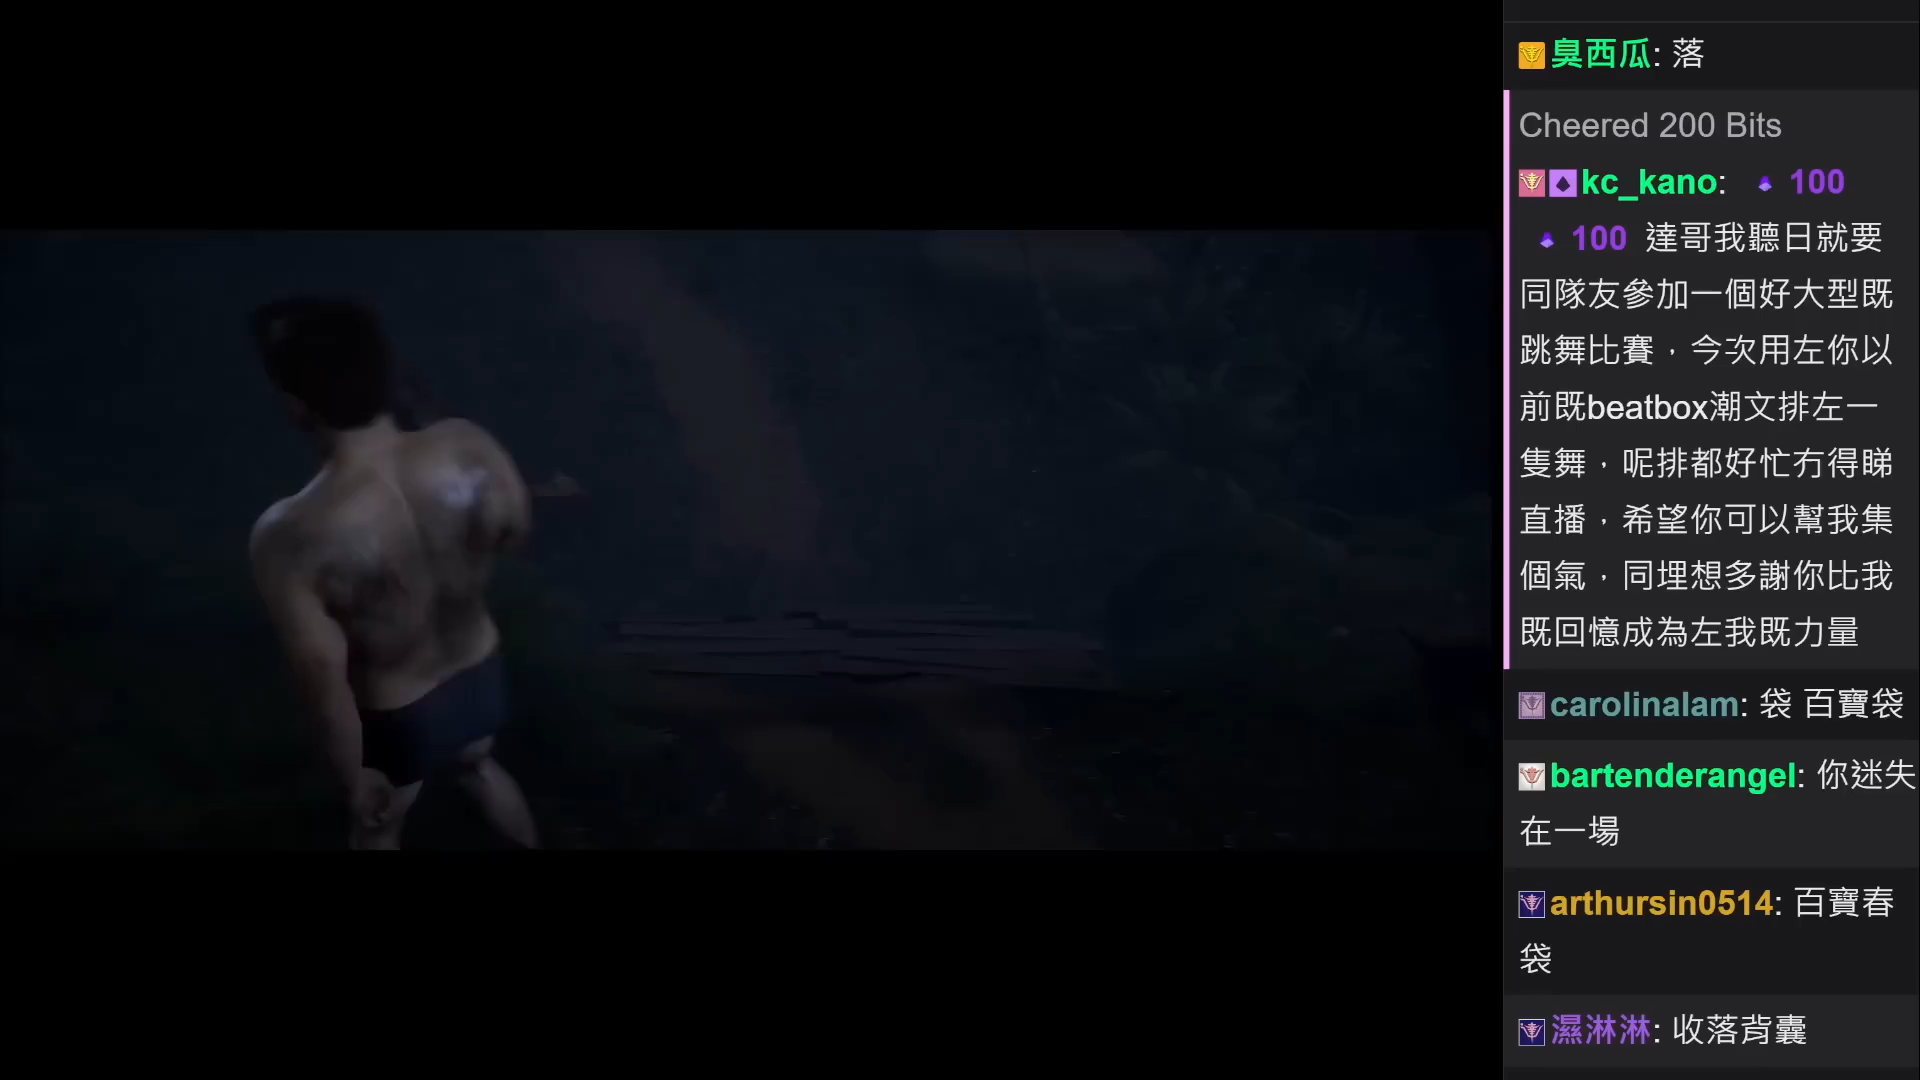 臭西瓜: 落
Cheered 200 Bits
kc_kano: 100
100 達哥我聽日就要
同隊友參加一個好大型既
跳舞比賽，今次用左你以
前既beatbox潮文排左一
隻舞，呢排都好忙冇得睇
直播，希望你可以幫我集
個氣，同埋想多謝你比我
既回憶成為左我既力量
carolinalam: 袋 百寶袋
bartenderangel: 你迷失
在一場
arthursin0514: 百寶春
袋
濕淋淋: 收落背囊